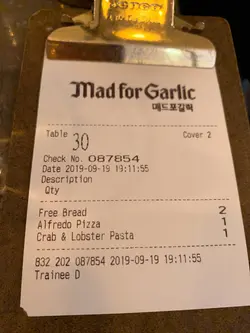 Mad for Garlic
매드포갈릭
Table 30 Cover 2
Check No. 087854
Date 2019-09-19 19:11:55
Description
Qty
Free Bread 2
Alfredo Pizza 1
Crab & Lobster Pasta 1
832 202 087854 2019-09-19 19:11:55
Trainee D